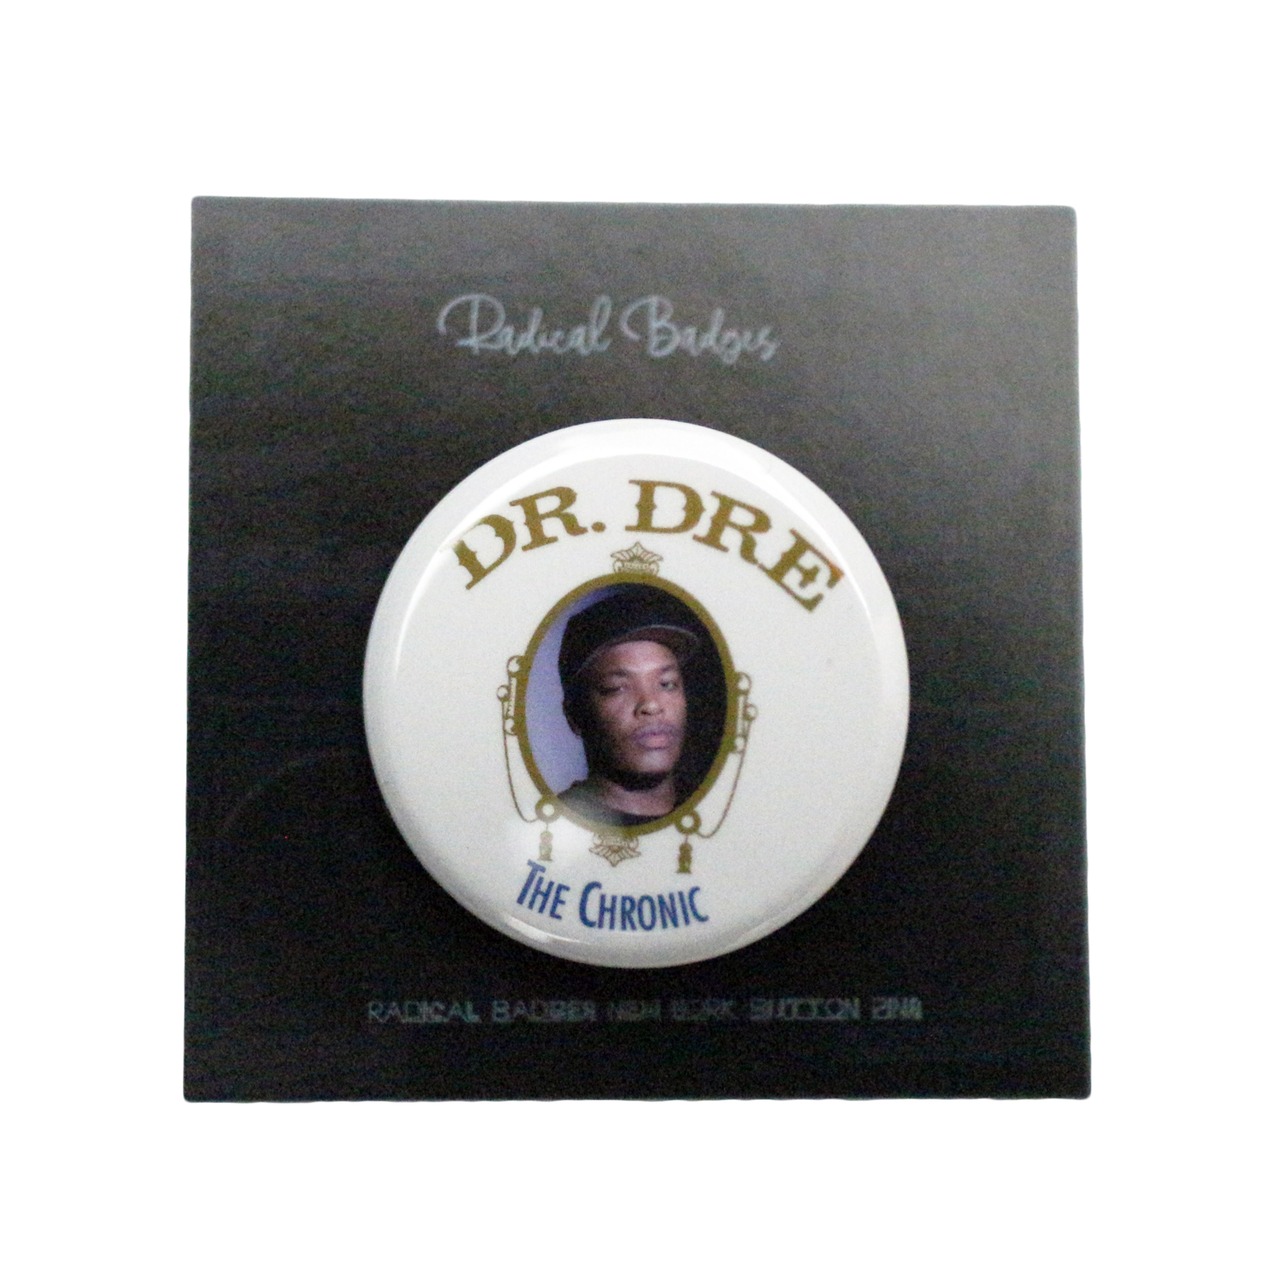 Radical Badges
DR. DRE
THE CHRONIC
RADICAL BADGES NEW YORK BUTTON PINS